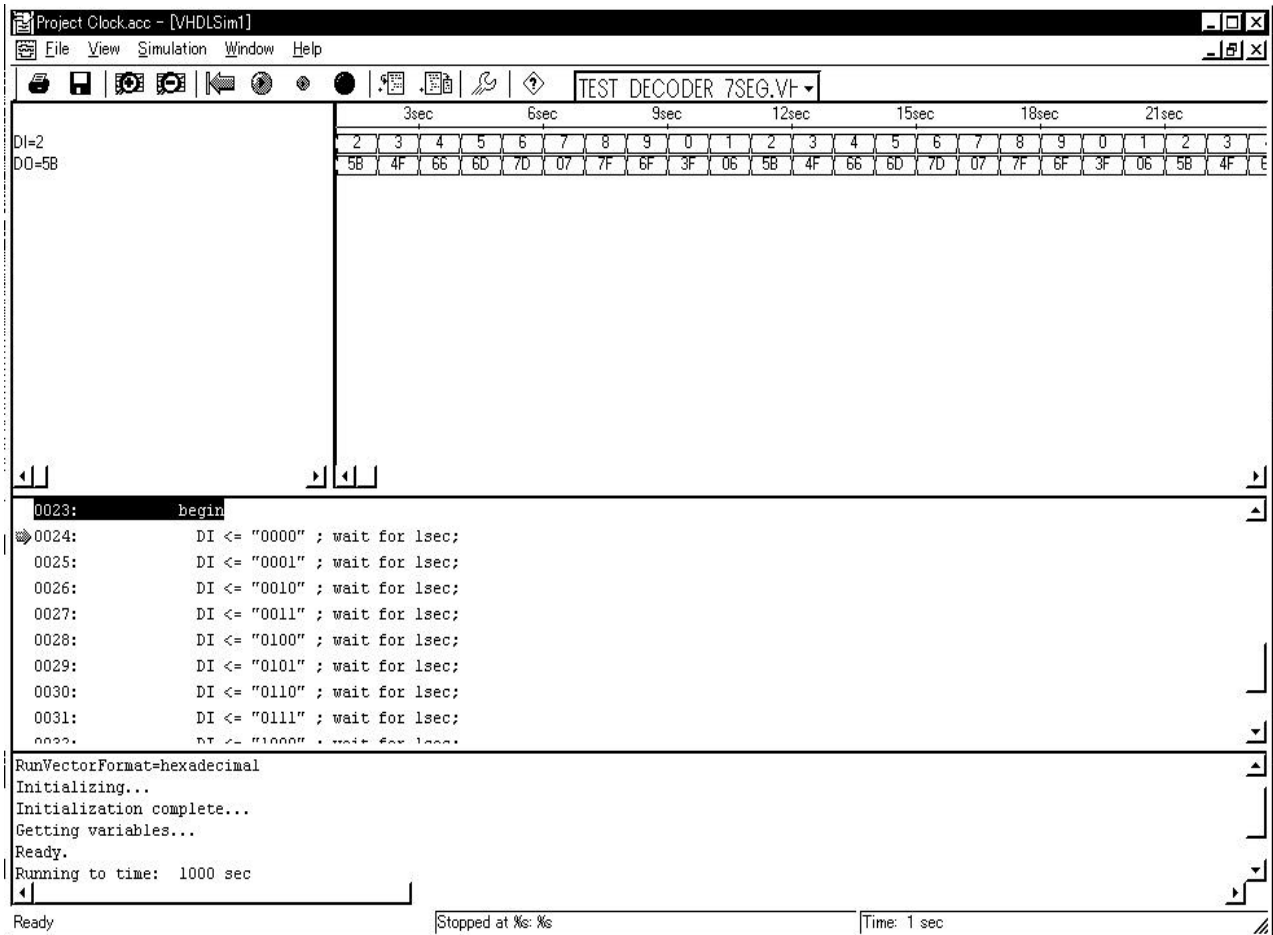 Project Clock.acc - [VHDLSim1]
File View Simulation Window Help
TEST DECODER 7SEG.VH
3sec 6sec 9sec 12sec 15sec 18sec 21sec
DI=2 2 3 4 5 6 7 8 9 0 1 2 3 4 5 6 7 8 9 0 1 2 3
DO=5B 5B 4F 66 6D 7D 07 7F 6F 3F 06 5B 4F 66 6D 7D 07 7F 6F 3F 06 5B 4F
0023: begin
0024: DI <= "0000" ; wait for 1sec;
0025: DI <= "0001" ; wait for 1sec;
0026: DI <= "0010" ; wait for 1sec;
0027: DI <= "0011" ; wait for 1sec;
0028: DI <= "0100" ; wait for 1sec;
0029: DI <= "0101" ; wait for 1sec;
0030: DI <= "0110" ; wait for 1sec;
0031: DI <= "0111" ; wait for 1sec;
0032: DI <= "1000" ; wait for 1sec;
RunVectorFormat=hexadecimal
Initializing...
Initialization complete...
Getting variables...
Ready.
Running to time: 1000 sec
Ready Stopped at %s: %s Time: 1 sec